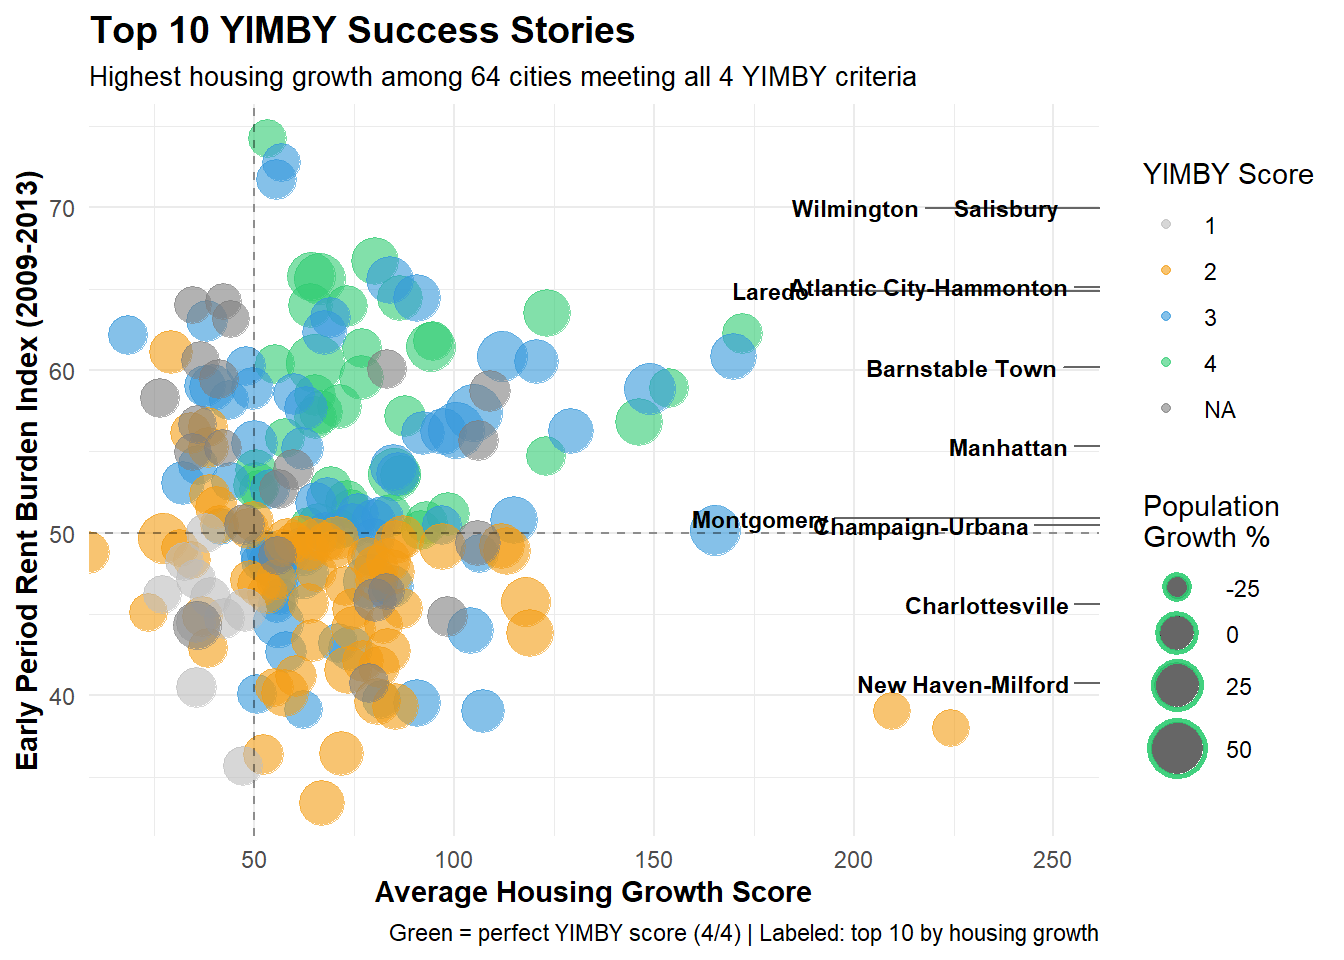 Top 10 YIMBY Success Stories
Highest housing growth among 64 cities meeting all 4 YIMBY criteria
Early Period Rent Burden Index (2009-2013)
70
60
50
40
Wilmington
Salisbury
Atlantic City-Hammonton
Laredo
Barnstable Town
Manhattan
Montgomery
Champaign-Urbana
Charlottesville
New Haven-Milford
50
100
150
200
250
Average Housing Growth Score
Green = perfect YIMBY score (4/4) | Labeled: top 10 by housing growth
YIMBY Score
1
2
3
4
NA
Population
Growth %
-25
0
25
50